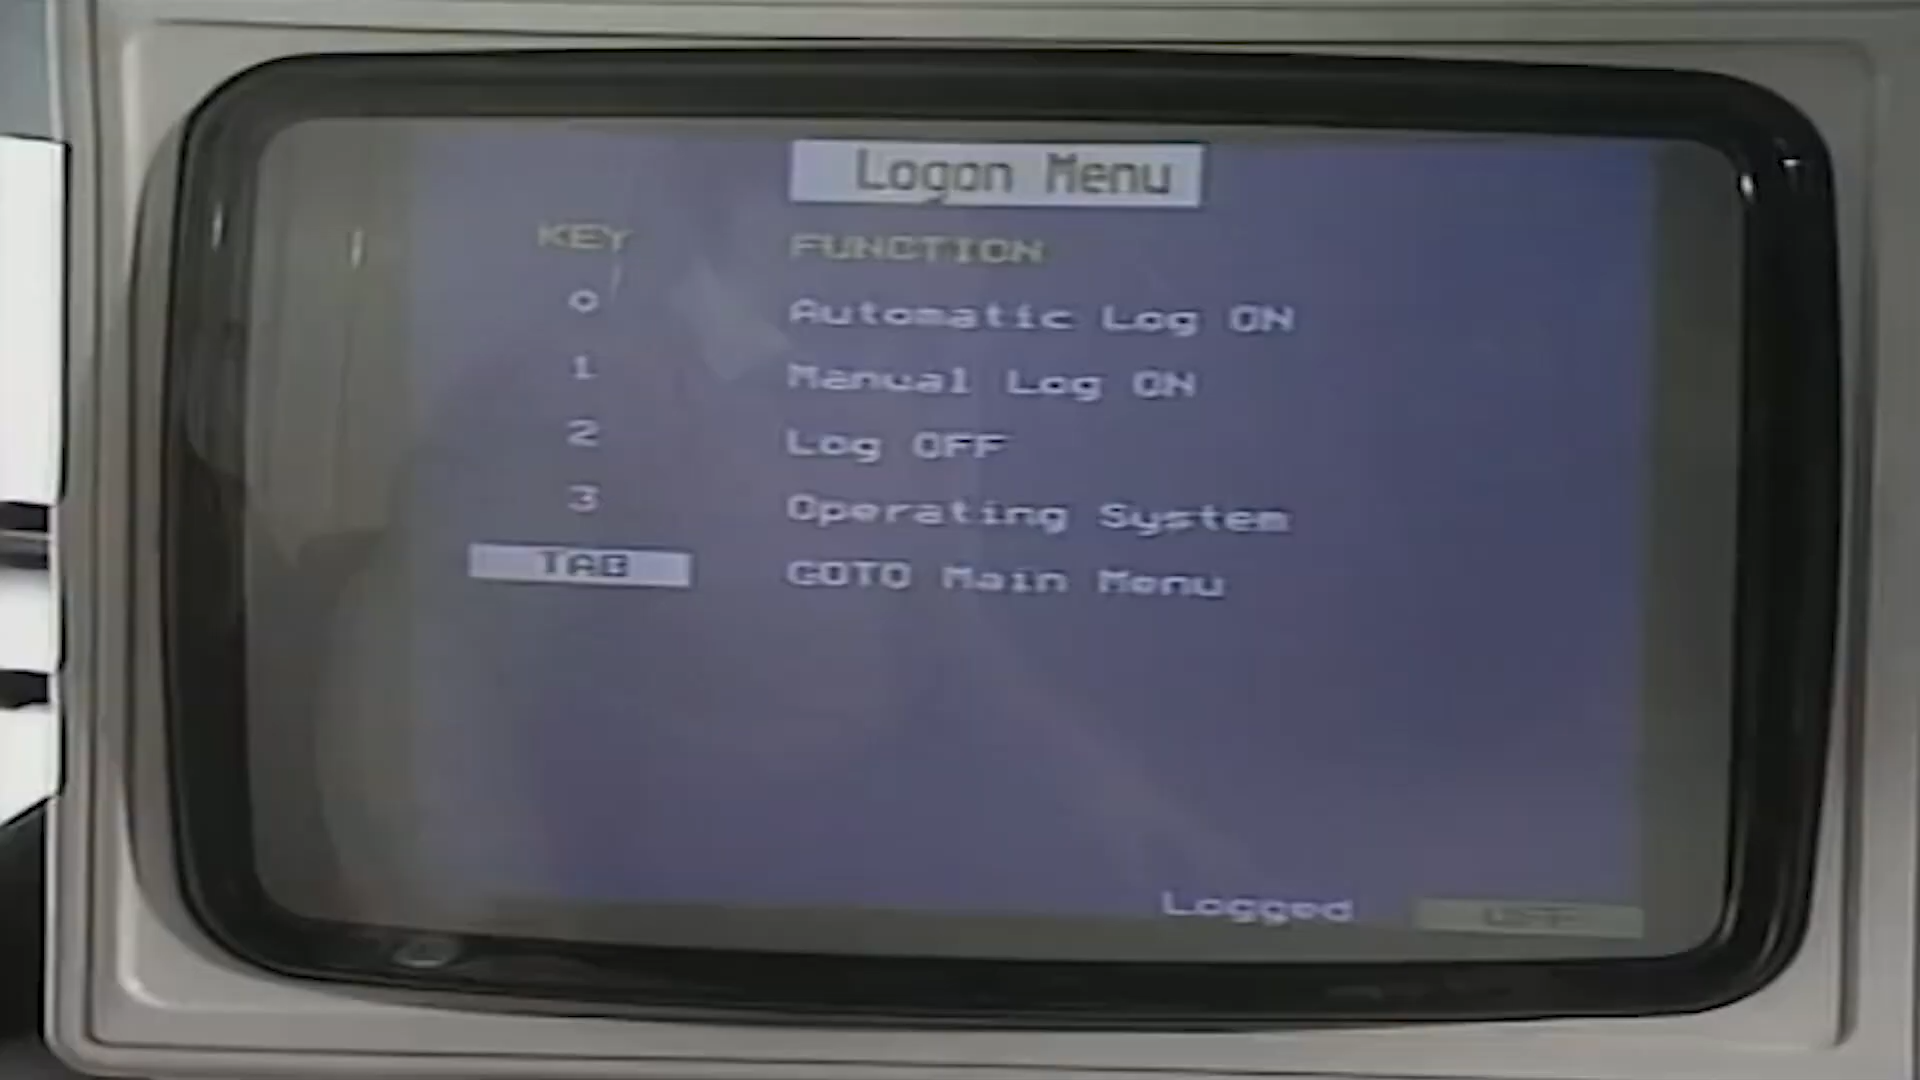 Logon Menu
KEY FUNCTION
0 Automatic Log ON
1 Manual Log ON
2 Log OFF
3 Operating System
TAB GOTO Main Menu
Logged OFF